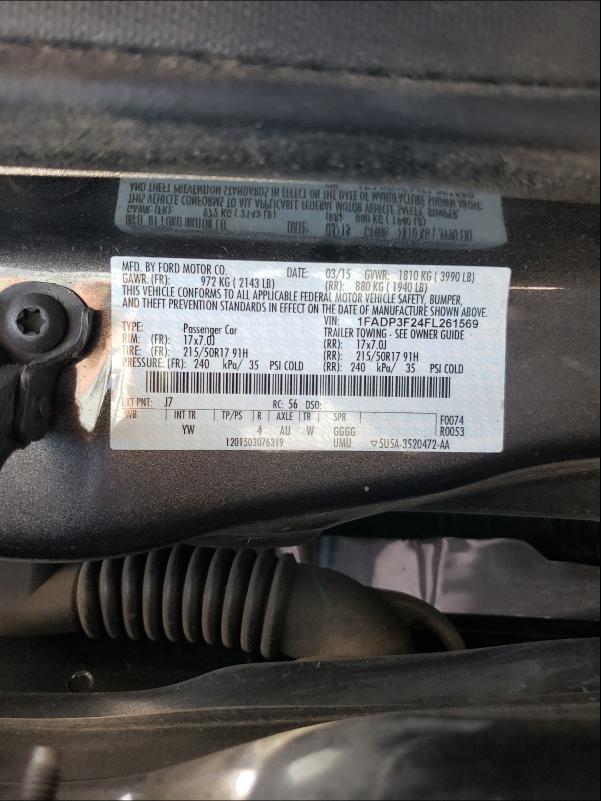 MFD. BY FORD MOTOR CO. DATE: 03/15 GVWR: 1810 KG ( 3990 LB)
GAWR: (FR): 972 KG ( 2143 LB) (RR): 880 KG ( 1940 LB)
THIS VEHICLE CONFORMS TO ALL APPLICABLE FEDERAL MOTOR VEHICLE SAFETY, BUMPER,
AND THEFT PREVENTION STANDARDS IN EFFECT ON THE DATE OF MANUFACTURE SHOWN ABOVE.
VIN: 1FADP3F24FL261569
TYPE: Passenger Car TRAILER TOWING - SEE OWNER GUIDE
RIM: (FR): 17x7.0J (RR): 17x7.0J
TIRE: (FR): 215/50R17 91H (RR): 215/50R17 91H
PRESSURE: (FR): 240 kPa/ 35 PSI COLD (RR): 240 kPa/ 35 PSI COLD
EXT PNT: J7 RC: 56 DSO:
WB INT TR TP/PS R AXLE TR SPR F0074
YW 4 AU W GGGG R0053
1201503076319 UMU ▽5U5A-3520472-AA